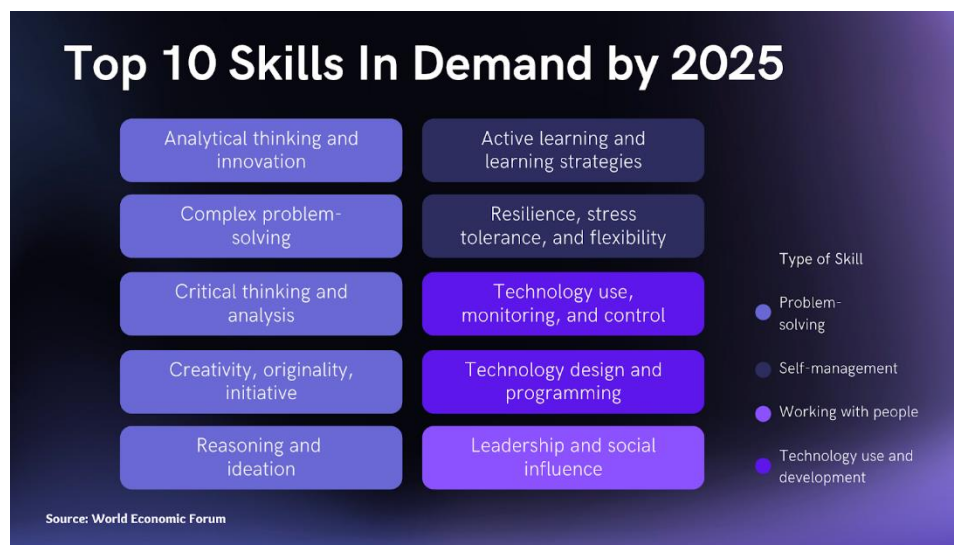 Top 10 Skills In Demand by 2025
Analytical thinking and
innovation
Active learning and
learning strategies
Complex problem-
solving
Resilience, stress
tolerance, and flexibility
Critical thinking and
analysis
Technology use,
monitoring, and control
Creativity, originality,
initiative
Technology design and
programming
Reasoning and
ideation
Leadership and social
influence
Type of Skill
Problem-
solving
Self-management
Working with people
Technology use and
development
Source: World Economic Forum